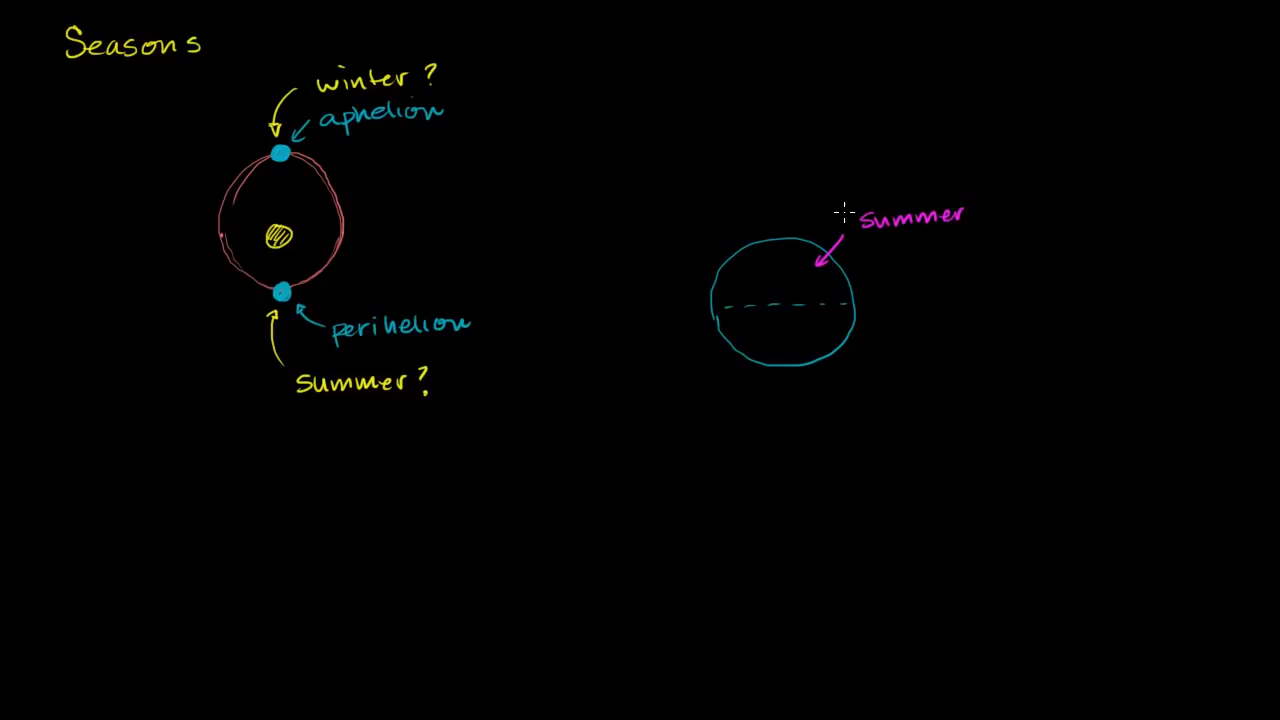 Seasons
winter?
aphelion
summer
perihelion
summer?